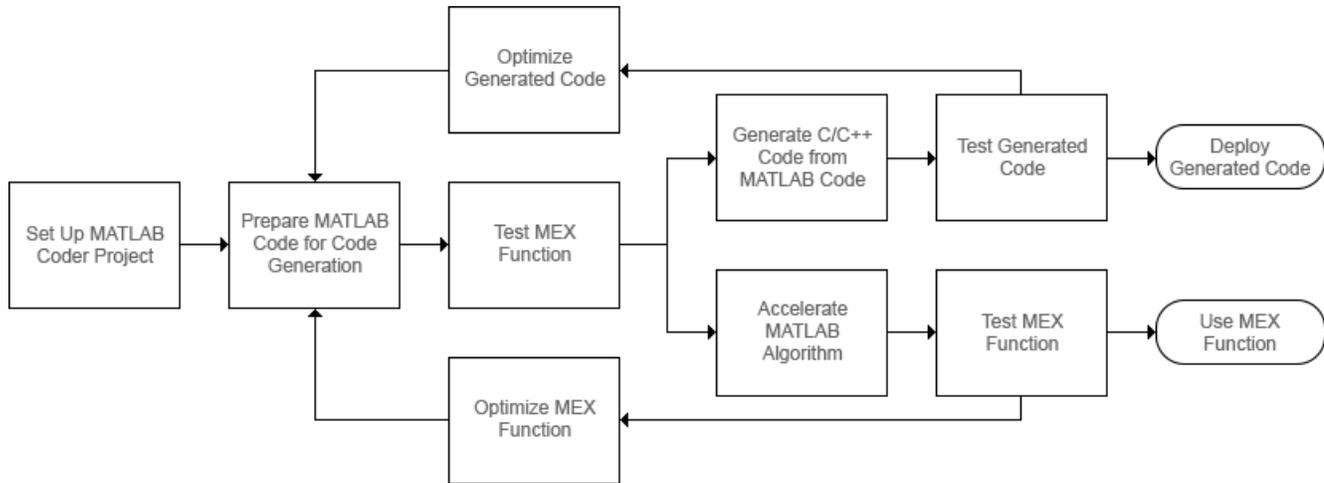 Optimize
Generated Code
Generate C/C++
Code from
MATLAB Code
Test Generated
Code
Deploy
Generated Code
Set Up MATLAB
Coder Project
Prepare MATLAB
Code for Code
Generation
Test MEX
Function
Accelerate
MATLAB
Algorithm
Test MEX
Function
Use MEX
Function
Optimize MEX
Function